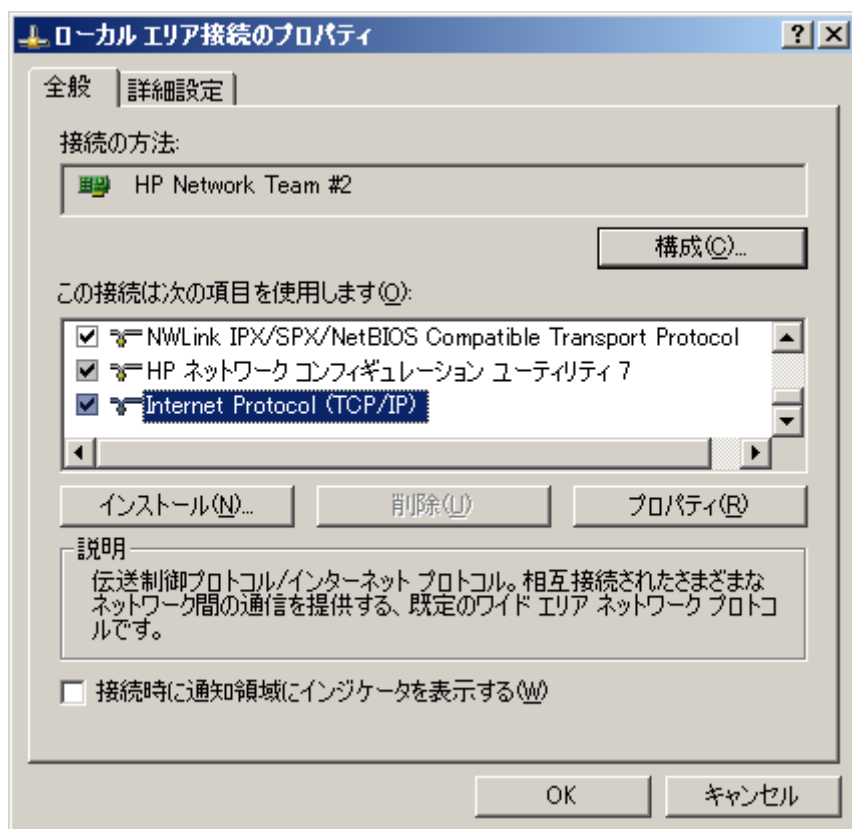 ローカル エリア接続のプロパティ
全般
詳細設定
接続の方法:
HP Network Team #2
構成(C)...
この接続は次の項目を使用します(O):
NWLink IPX/SPX/NetBIOS Compatible Transport Protocol
HP ネットワーク コンフィギュレーション ユーティリティ 7
Internet Protocol (TCP/IP)
インストール(N)...
削除(U)
プロパティ(R)
説明
伝送制御プロトコル/インターネット プロトコル。相互接続されたさまざまな
ネットワーク間の通信を提供する、既定のワイド エリア ネットワーク プロトコ
ルです。
接続時に通知領域にインジケータを表示する(W)
OK
キャンセル